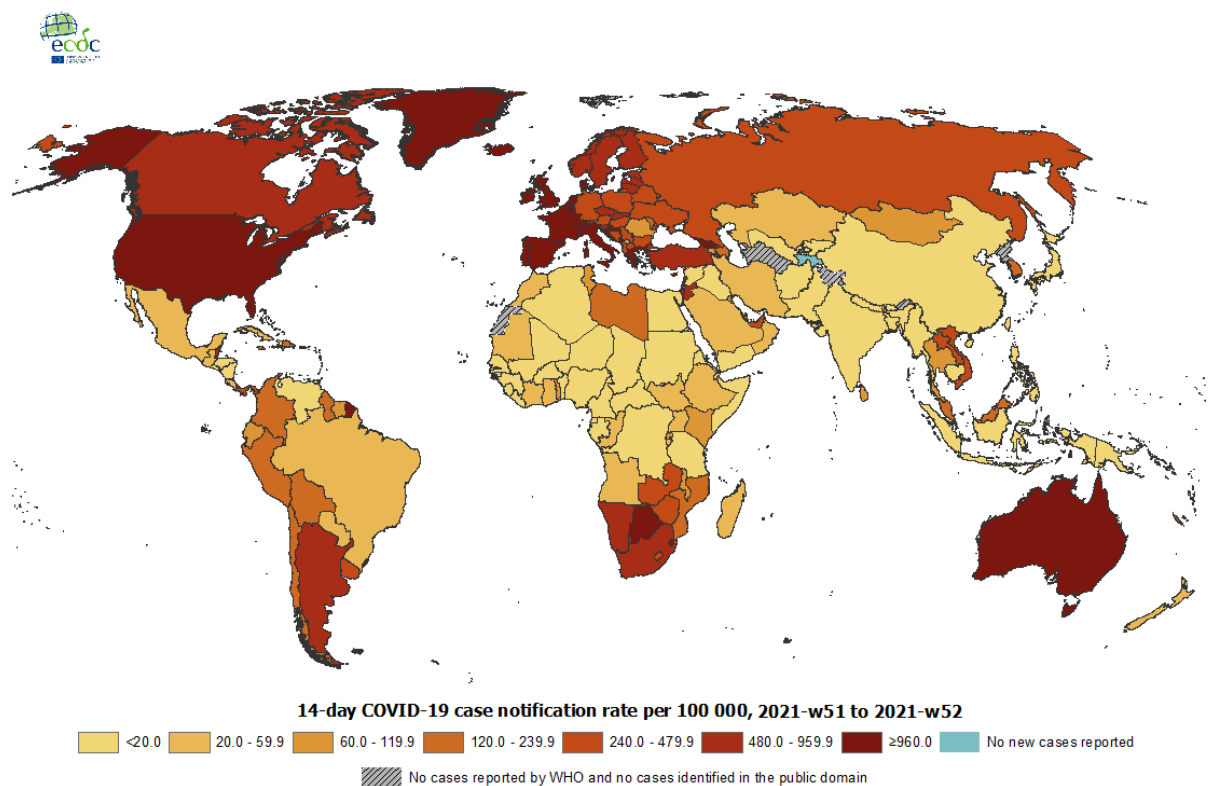 ecdc
14-day COVID-19 case notification rate per 100 000, 2021-w51 to 2021-w52
<20.0 20.0 - 59.9 60.0 - 119.9 120.0 - 239.9 240.0 - 479.9 480.0 - 959.9 ≥960.0 No new cases reported
No cases reported by WHO and no cases identified in the public domain